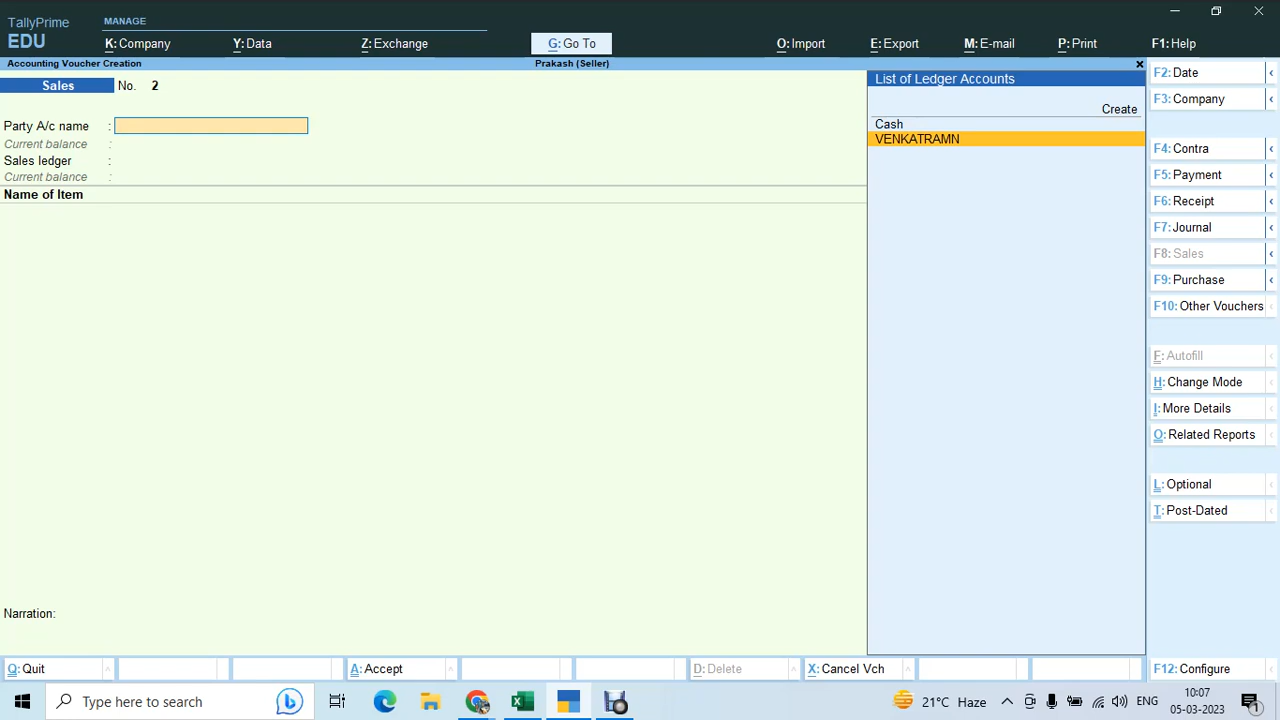 TallyPrime
EDU
MANAGE
K: Company
Y: Data
Z: Exchange
G: Go To
O: Import
E: Export
M: E-mail
P: Print
F1: Help
Accounting Voucher Creation
Prakash (Seller)
Sales No. 2
Party A/c name :
Current balance :
Sales ledger :
Current balance :
Name of Item
Narration:
List of Ledger Accounts
Create
Cash
VENKATRAMN
F2: Date
F3: Company
F4: Contra
F5: Payment
F6: Receipt
F7: Journal
F8: Sales
F9: Purchase
F10: Other Vouchers
F: Autofill
H: Change Mode
I: More Details
O: Related Reports
L: Optional
T: Post-Dated
Q: Quit
A: Accept
D: Delete
X: Cancel Vch
F12: Configure
Type here to search
21°C Haze
ENG
10:07
05-03-2023
1